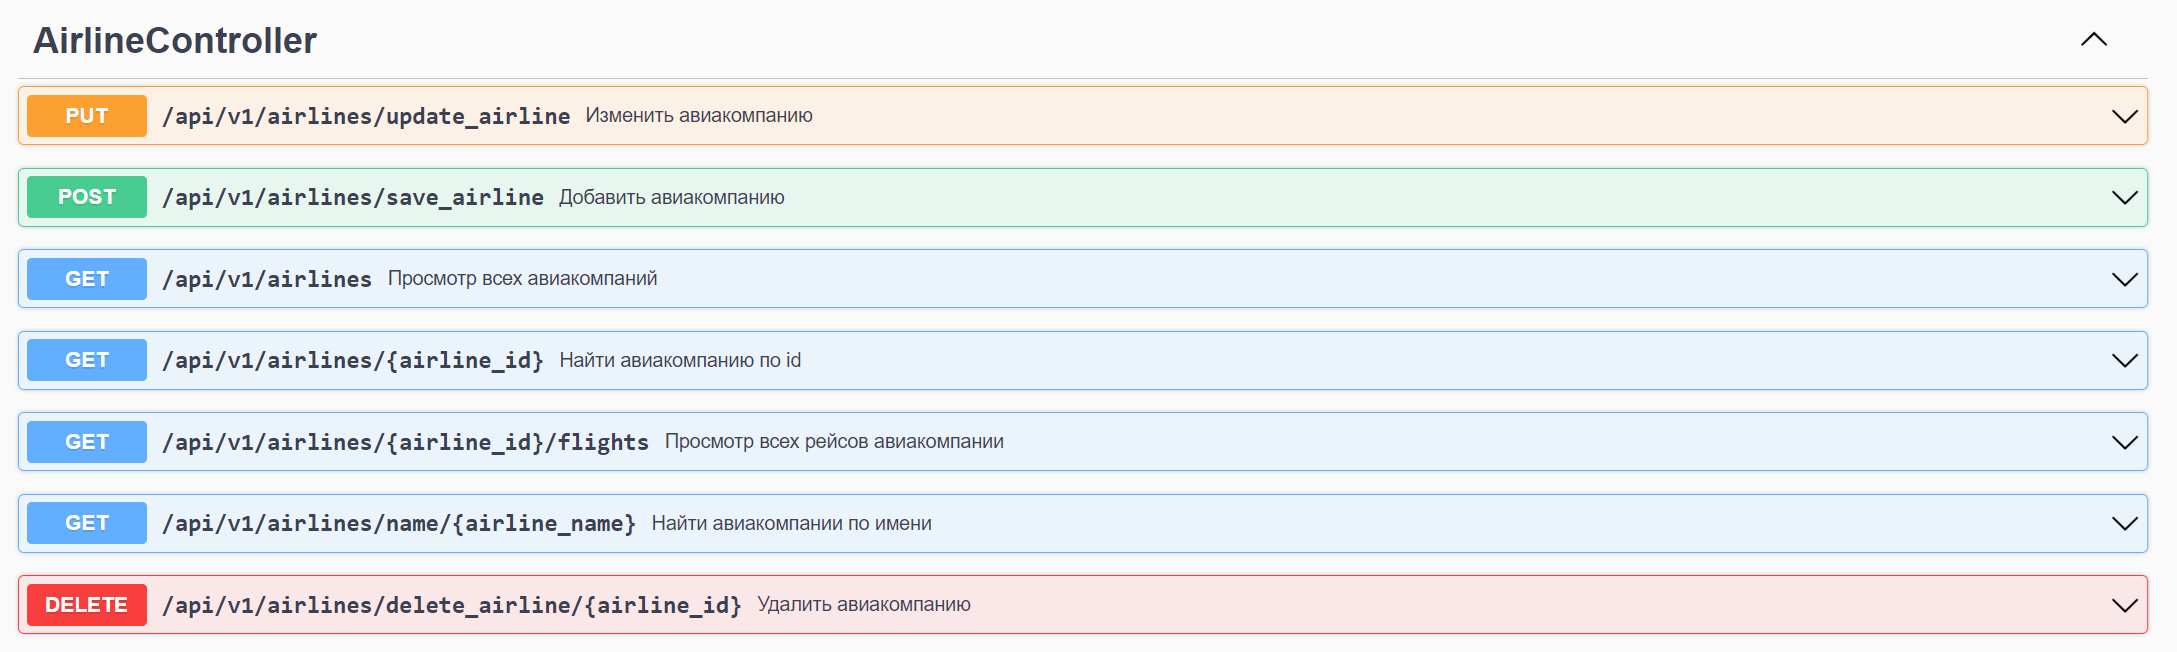 AirlineController
PUT /api/v1/airlines/update_airline Изменить авиакомпанию
POST /api/v1/airlines/save_airline Добавить авиакомпанию
GET /api/v1/airlines Просмотр всех авиакомпаний
GET /api/v1/airlines/{airline_id} Найти авиакомпанию по id
GET /api/v1/airlines/{airline_id}/flights Просмотр всех рейсов авиакомпании
GET /api/v1/airlines/name/{airline_name} Найти авиакомпании по имени
DELETE /api/v1/airlines/delete_airline/{airline_id} Удалить авиакомпанию